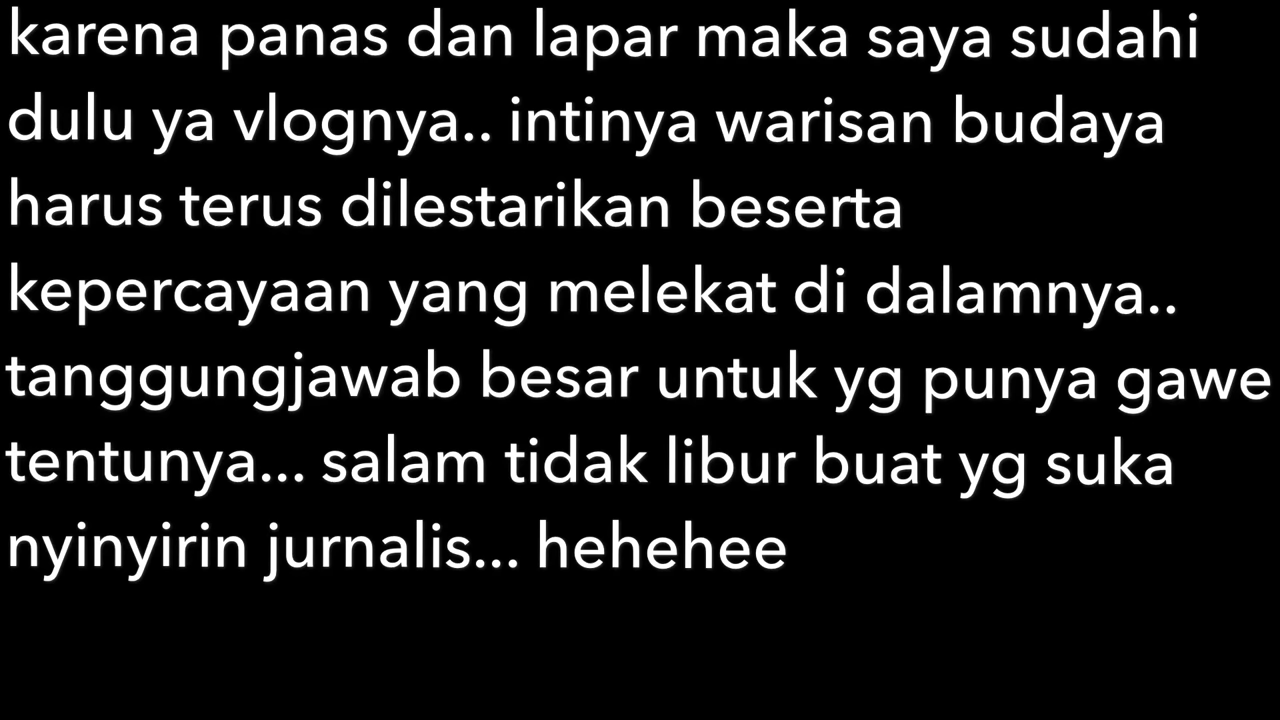 karena panas dan lapar maka saya sudahi
dulu ya vlognya.. intinya warisan budaya
harus terus dilestarikan beserta
kepercayaan yang melekat di dalamnya..
tanggungjawab besar untuk yg punya gawe
tentunya... salam tidak libur buat yg suka
nyinyirin jurnalis... hehehee